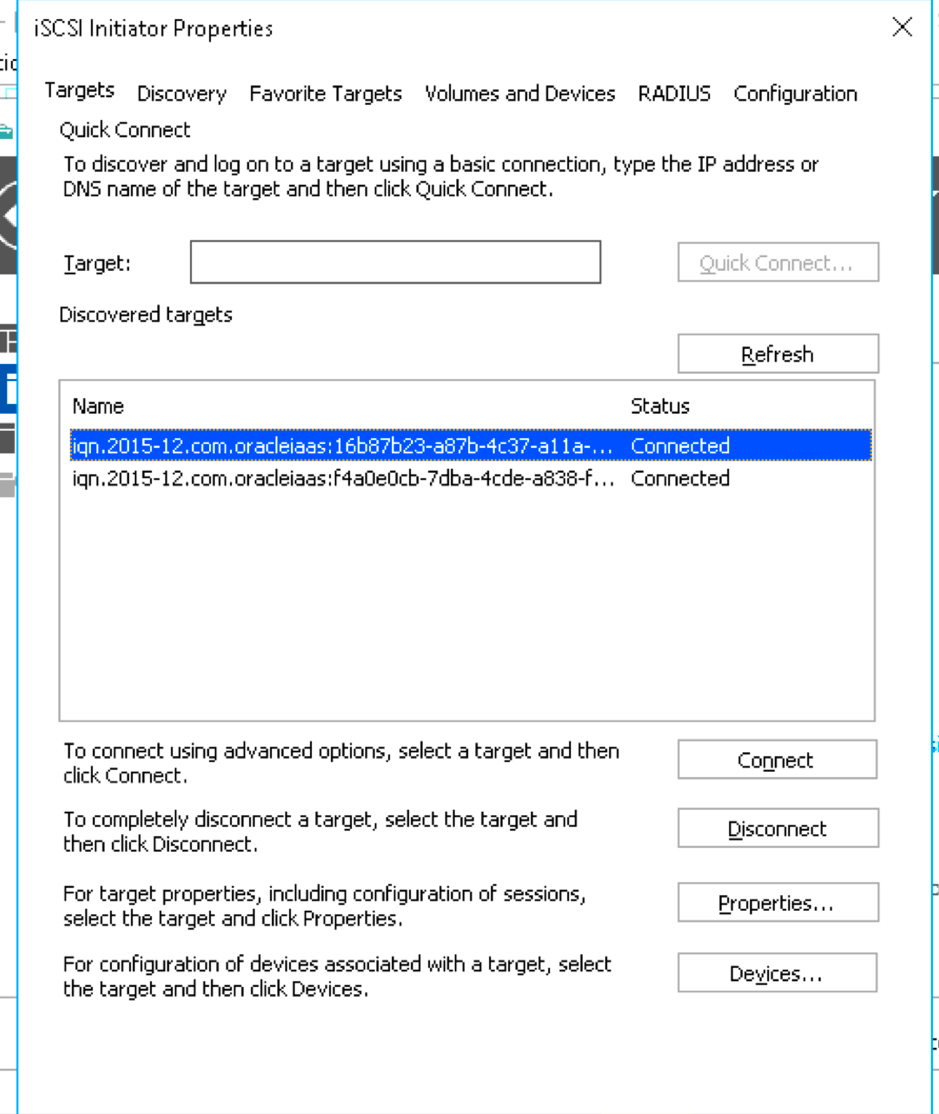 iSCSI Initiator Properties
Targets Discovery Favorite Targets Volumes and Devices RADIUS Configuration
Quick Connect
To discover and log on to a target using a basic connection, type the IP address or
DNS name of the target and then click Quick Connect.
Target:
Quick Connect...
Discovered targets
Refresh
Name Status
iqn.2015-12.com.oracleiaas:16b87b23-a87b-4c37-a11a-... Connected
iqn.2015-12.com.oracleiaas:f4a0e0cb-7dba-4cde-a838-f... Connected
To connect using advanced options, select a target and then
click Connect.
Connect
To completely disconnect a target, select the target and
then click Disconnect.
Disconnect
For target properties, including configuration of sessions,
select the target and click Properties.
Properties...
For configuration of devices associated with a target, select
the target and then click Devices.
Devices...